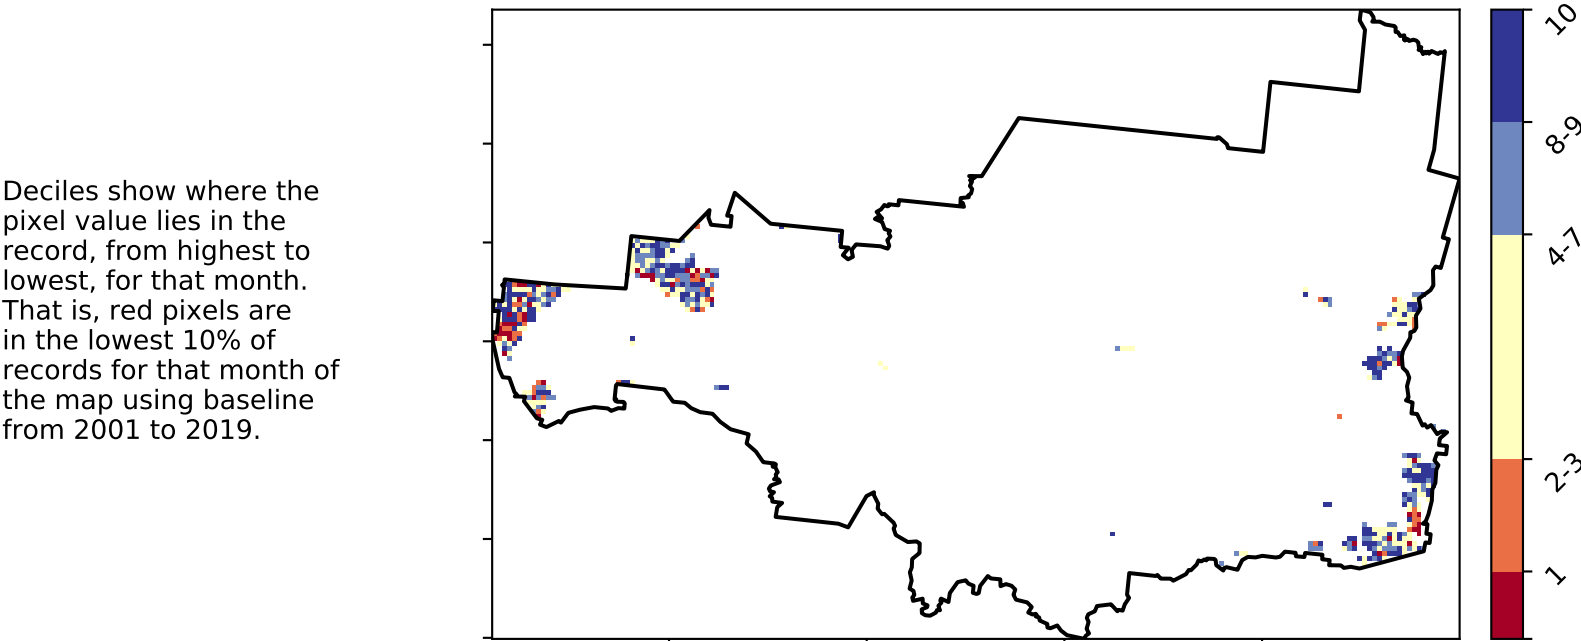 Deciles show where the
pixel value lies in the
record, from highest to
lowest, for that month.
That is, red pixels are
in the lowest 10% of
records for that month of
the map using baseline
from 2001 to 2019.
10
8-9
4-7
2-3
1